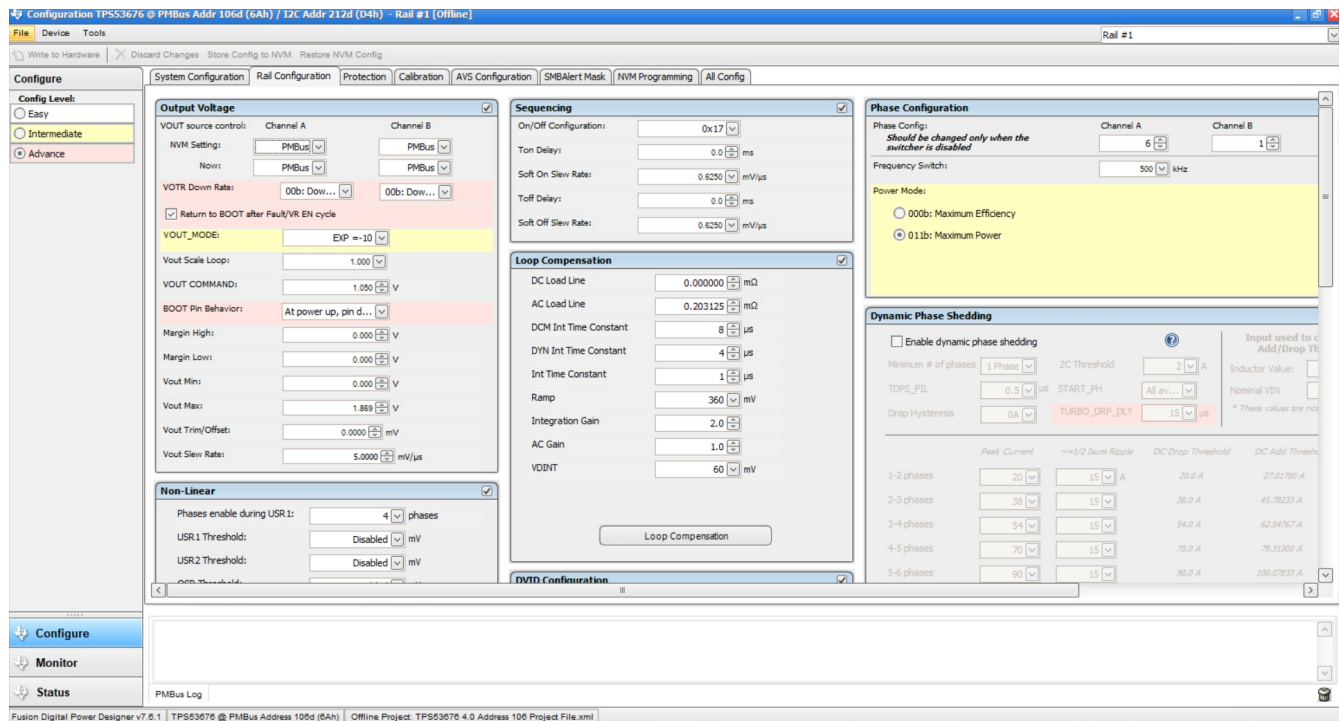 Configuration TPS53676 @ PMBus Addr 106d (6Ah) / I2C Addr 212d (D4h) - Rail #1 [Offline]
File Device Tools
Rail #1
Write to Hardware Discard Changes Store Config to NVM Restore NVM Config
Configure
Config Level:
Easy
Intermediate
Advance
System Configuration Rail Configuration Protection Calibration AVS Configuration SMBAlert Mask NVM Programming All Config
Output Voltage
VOUT source control: Channel A Channel B
NVM Setting: PMBus PMBus
Now: PMBus PMBus
VOTR Down Rate: 00b: Dow... 00b: Dow...
Return to BOOT after Fault/VR EN cycle
VOUT_MODE: EXP =-10
Vout Scale Loop: 1.000
VOUT COMMAND: 1.050 V
BOOT Pin Behavior: At power up, pin d...
Margin High: 0.000 V
Margin Low: 0.000 V
Vout Min: 0.000 V
Vout Max: 1.869 V
Vout Trim/Offset: 0.0000 mV
Vout Slew Rate: 5.0000 mV/µs
Non-Linear
Phases enable during USR1: 4 phases
USR1 Threshold: Disabled mV
USR2 Threshold: Disabled mV
Sequencing
On/Off Configuration: 0x17
Ton Delay: 0.0 ms
Soft On Slew Rate: 0.6250 mV/µs
Toff Delay: 0.0 ms
Soft Off Slew Rate: 0.6250 mV/µs
Loop Compensation
DC Load Line 0.000000 mΩ
AC Load Line 0.203125 mΩ
DCM Int Time Constant 8 µs
DYN Int Time Constant 4 µs
Int Time Constant 1 µs
Ramp 360 mV
Integration Gain 2.0
AC Gain 1.0
VDINT 60 mV
Loop Compensation
DVID Configuration
Phase Configuration
Phase Config: Channel A Channel B
Should be changed only when the
switcher is disabled 6 1
Frequency Switch: 500 kHz
Power Mode:
000b: Maximum Efficiency
011b: Maximum Power
Dynamic Phase Shedding
Enable dynamic phase shedding
Input used to
Add/Drop
Minimum # of phases 1 Phase ZC Threshold 2 A Inductor Value:
TDPS_FIL 0.5 µs START_PH All av... Nominal VIN
Drop Hysteresis 0A TURBO_DRP_DLY 15 µs * These values are
Peak Current ~=1/2 Isum Ripple DC Drop Threshold DC Add
1-2 phases 20 15 A 20.0 A 27.01700 A
2-3 phases 38 15 38.0 A 45.78233 A
3-4 phases 54 15 54.0 A 62.54767 A
4-5 phases 70 15 70.0 A 79.31300 A
5-6 phases 90 15 90.0 A 100.07833 A
Configure
Monitor
Status
PMBus Log
Fusion Digital Power Designer v7.6.1 TPS53676 @ PMBus Address 106d (6Ah) Offline Project: TPS53676 4.0 Address 106 Project File.xml